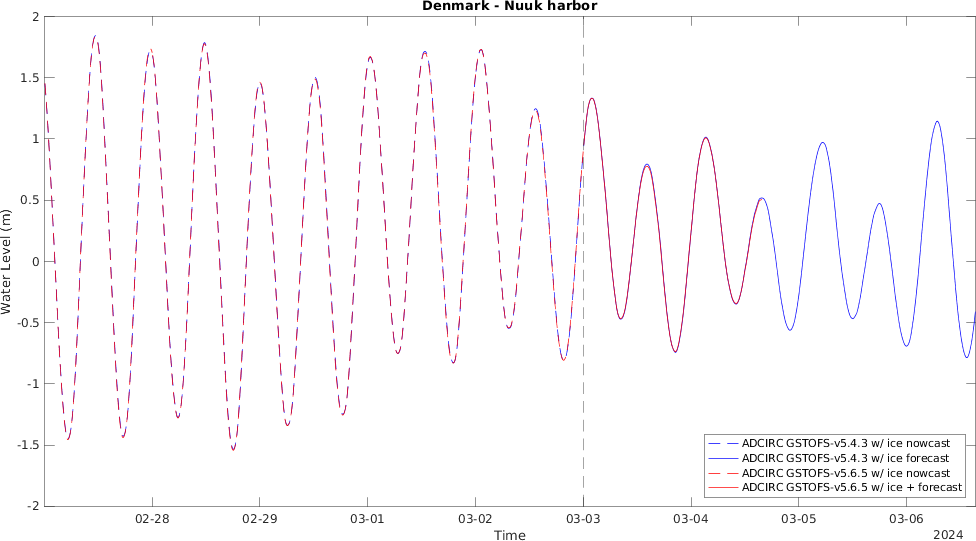 Denmark - Nuuk harbor
2
1.5
1
0.5
0
-0.5
-1
-1.5
-2
Water Level (m)
02-28
02-29
03-01
03-02
03-03
03-04
03-05
03-06
Time
2024
ADCIRC GSTOFS-v5.4.3 w/ ice nowcast
ADCIRC GSTOFS-v5.4.3 w/ ice forecast
ADCIRC GSTOFS-v5.6.5 w/ ice nowcast
ADCIRC GSTOFS-v5.6.5 w/ ice + forecast